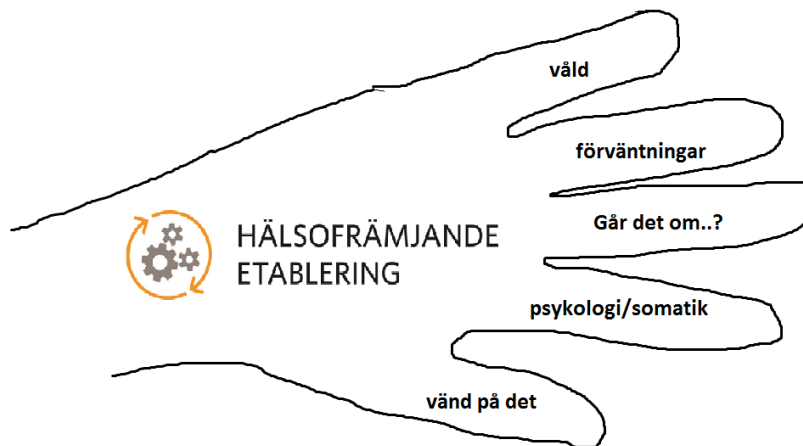 våld
förväntningar
Går det om..?
HÄLSOFRÄMJANDE
ETABLERING
psykologi/somatik
vänd på det